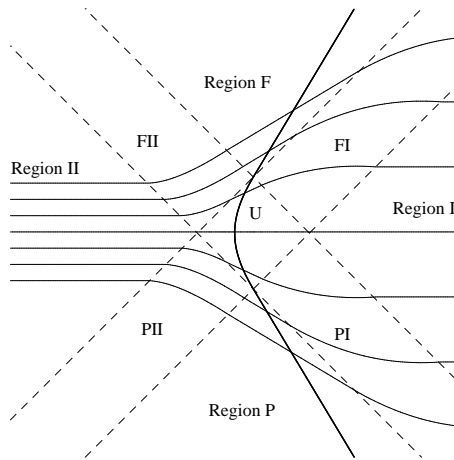 Region F
FII
FI
Region II
Region I
U
PII
PI
Region P